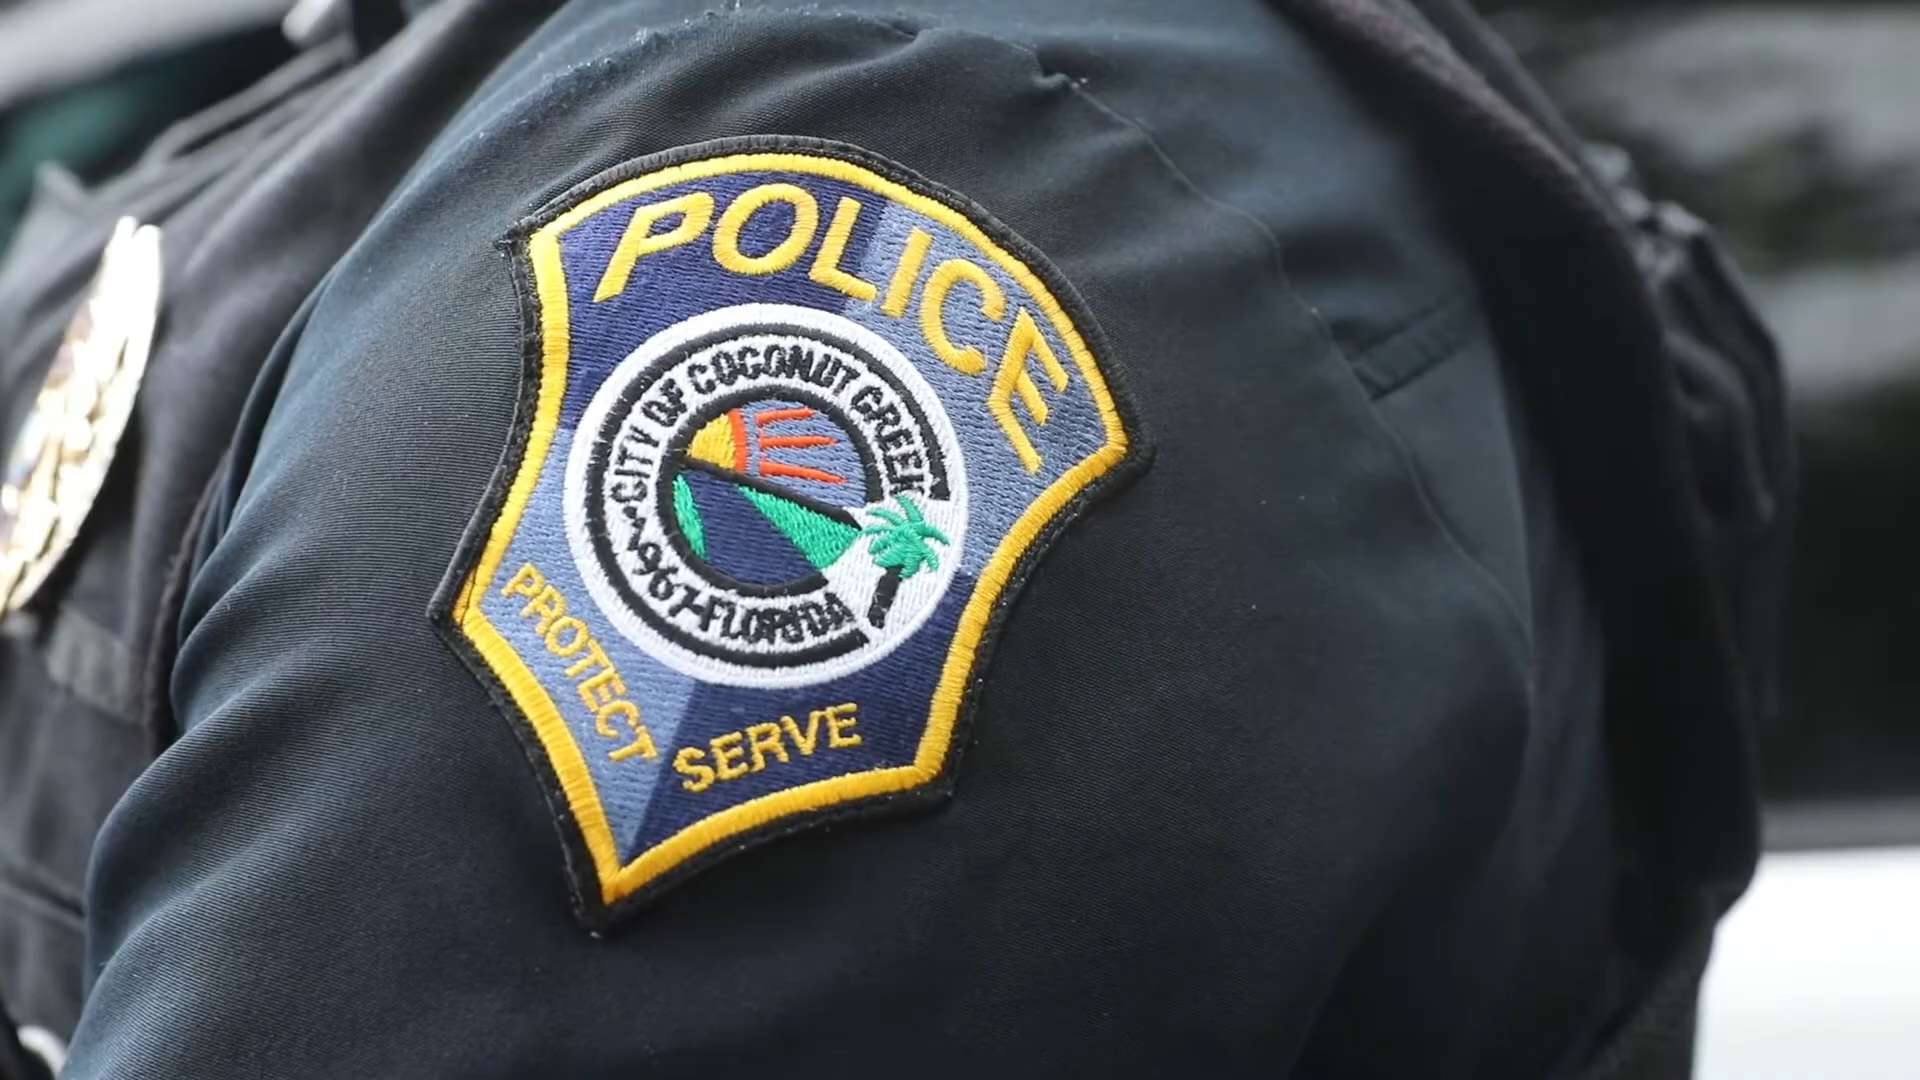 POLICE
CITY OF COCONUT CREEK
1967-FLORIDA
PROTECT
SERVE